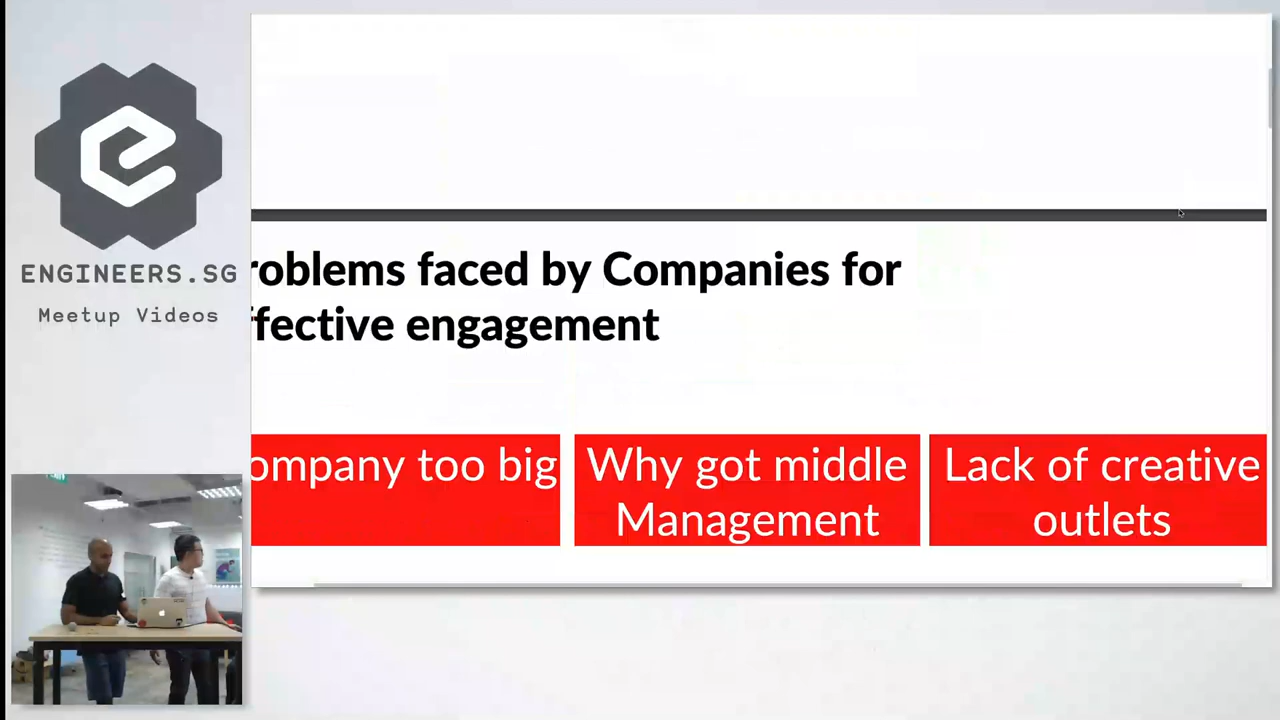 ENGINEERS.SG
Meetup Videos
roblems faced by Companies for
ffective engagement
ompany too big
Why got middle
Management
Lack of creative
outlets